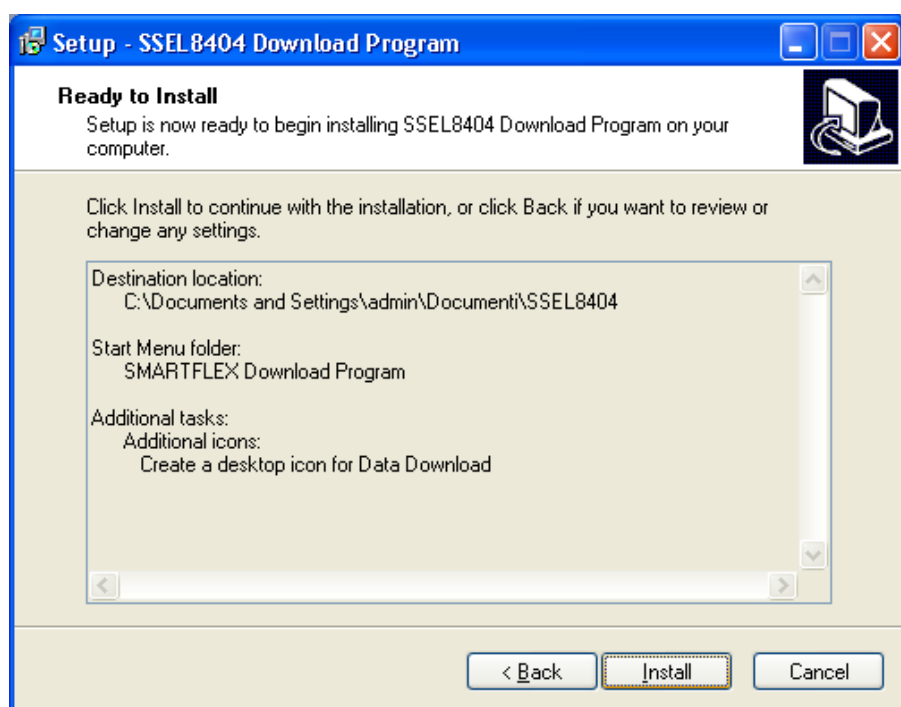 Setup - SSEL8404 Download Program
Ready to Install
Setup is now ready to begin installing SSEL8404 Download Program on your
computer.
Click Install to continue with the installation, or click Back if you want to review or
change any settings.
Destination location:
C:\Documents and Settings\admin\Documenti\SSEL8404
Start Menu folder:
SMARTFLEX Download Program
Additional tasks:
Additional icons:
Create a desktop icon for Data Download
< Back
Install
Cancel